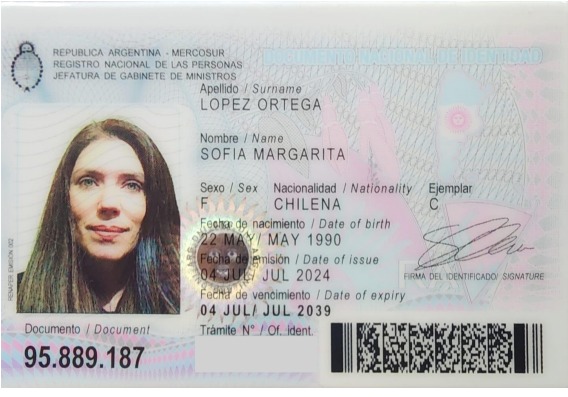 REPUBLICA ARGENTINA - MERCOSUR
REGISTRO NACIONAL DE LAS PERSONAS
JEFATURA DE GABINETE DE MINISTROS
DOCUMENTO NACIONAL DE IDENTIDAD
Apellido / Surname
LOPEZ ORTEGA
Nombre / Name
SOFIA MARGARITA
Sexo / Sex Nacionalidad / Nationality Ejemplar
F CHILENA C
Fecha de nacimiento / Date of birth
22 MAY/ MAY 1990
Fecha de emisión / Date of issue
04 JUL/ JUL 2024
FIRMA DEL IDENTIFICADO/ SIGNATURE
Fecha de vencimiento / Date of expiry
04 JUL/ JUL 2039
Documento / Document
Trámite N° / Of. ident.
95.889.187